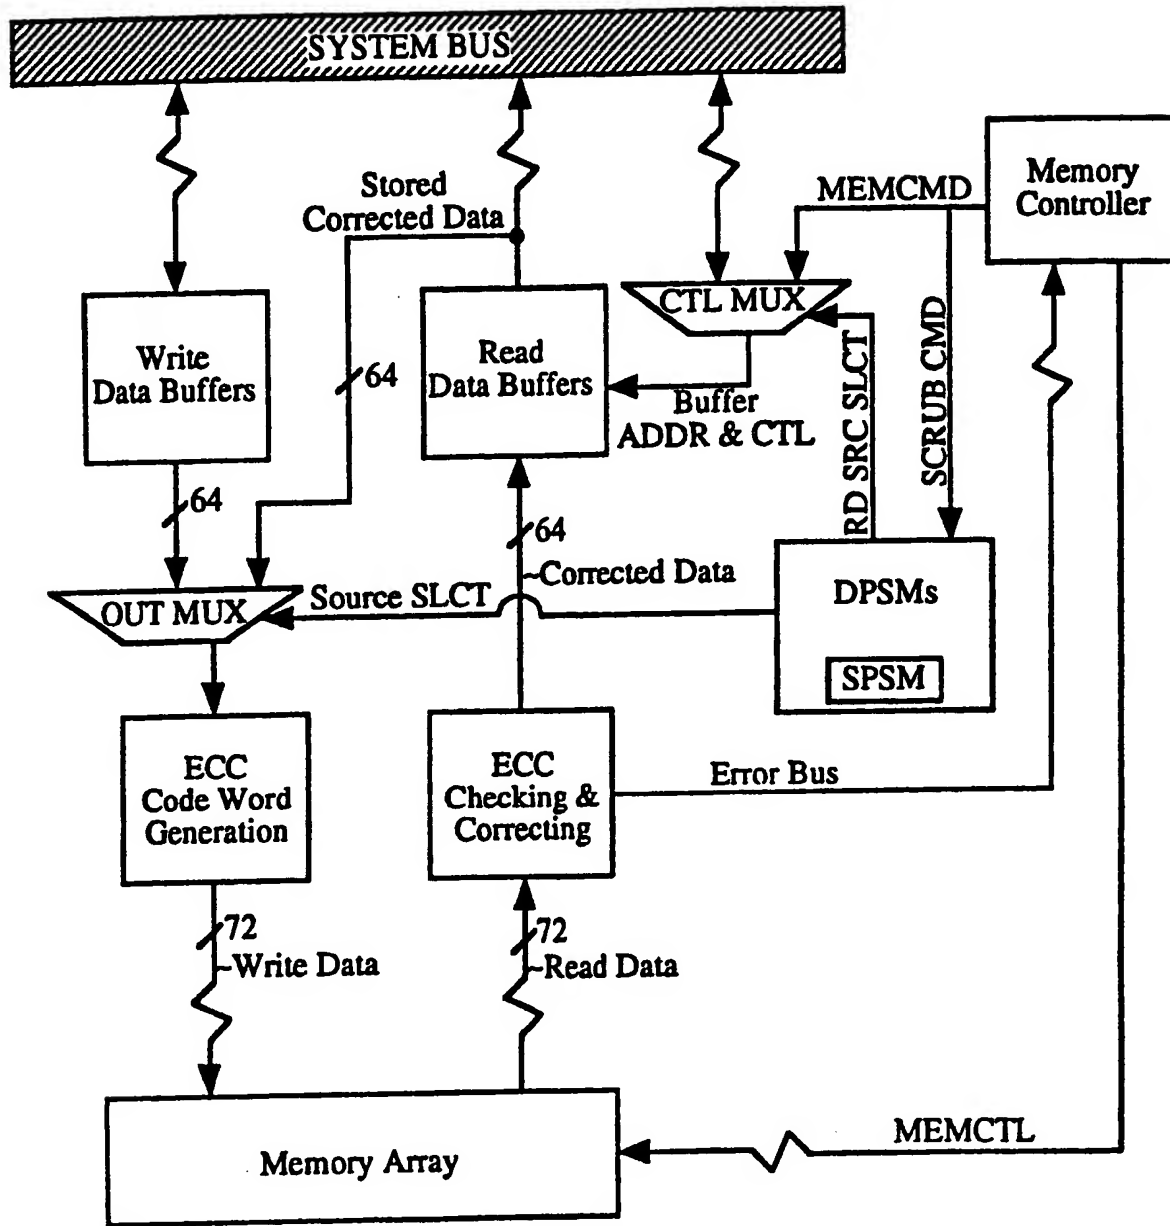 SYSTEM BUS
Stored
Corrected Data
MEMCMD
Memory
Controller
CTL MUX
Write
Data Buffers
64
Read
Data Buffers
Buffer
ADDR & CTL
RD SRC SLCT
SCRUB CMD
64
64
~Corrected Data
OUT MUX
Source SLCT
DPSMs
SPSM
ECC
Code Word
Generation
ECC
Checking &
Correcting
Error Bus
72
~Write Data
72
~Read Data
MEMCTL
Memory Array